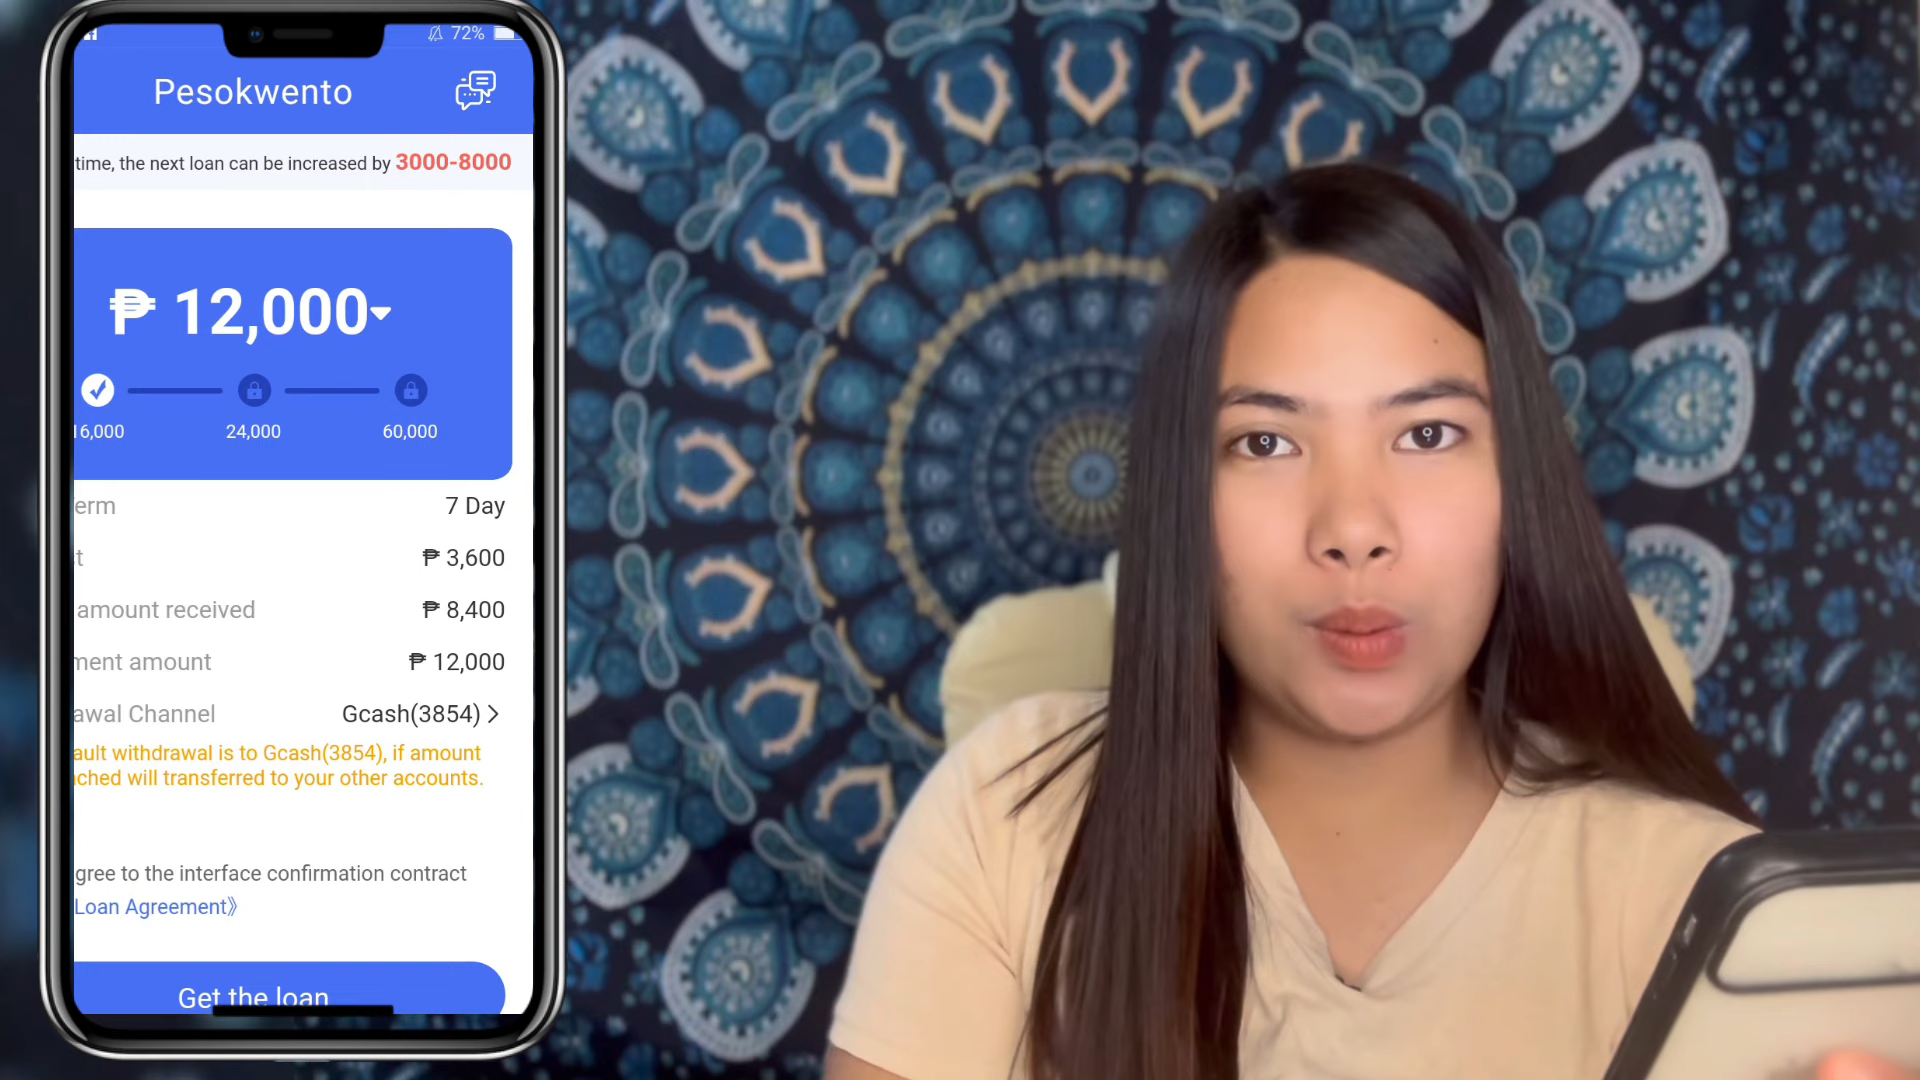 72%
Pesokwento
time, the next loan can be increased by 3000-8000
₱ 12,000
16,000 24,000 60,000
erm 7 Day
t ₱ 3,600
amount received ₱ 8,400
ment amount ₱ 12,000
awal Channel Gcash(3854) >
ault withdrawal is to Gcash(3854), if amount
ched will transferred to your other accounts.
gree to the interface confirmation contract
Loan Agreement》
Get the loan